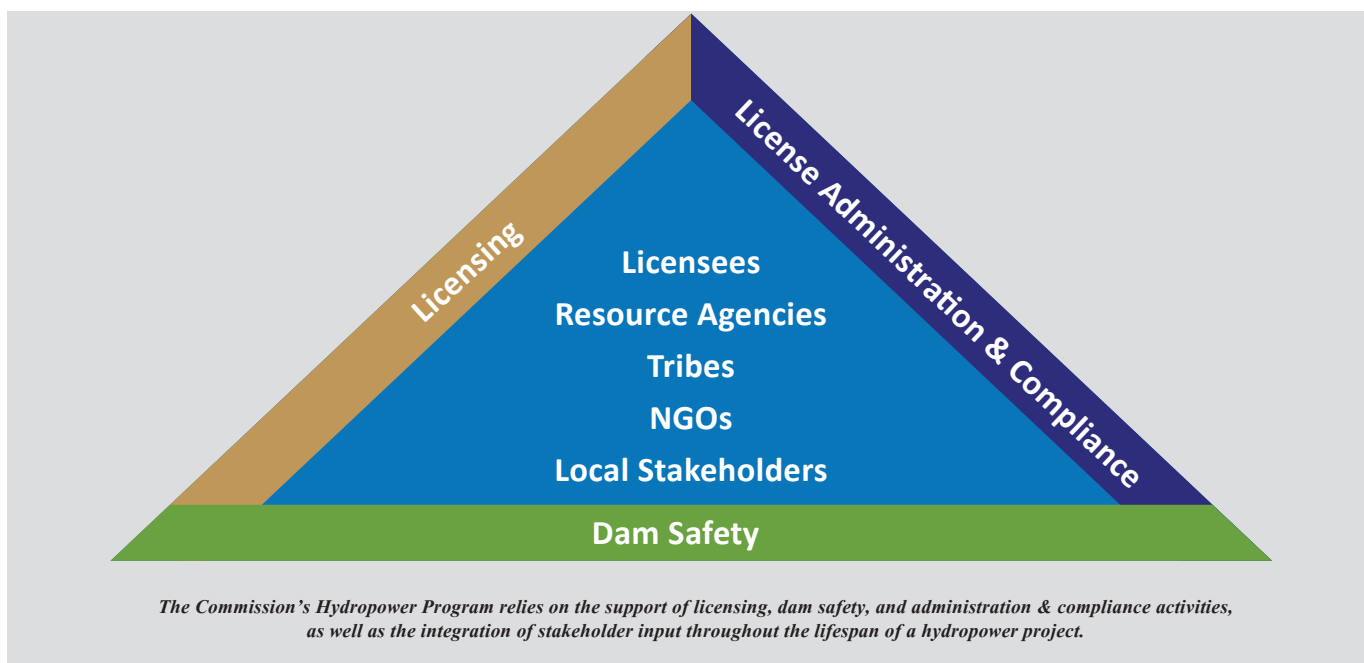 Licensing
License Administration & Compliance
Licensees
Resource Agencies
Tribes
NGOs
Local Stakeholders
Dam Safety
The Commission’s Hydropower Program relies on the support of licensing, dam safety, and administration & compliance activities,
as well as the integration of stakeholder input throughout the lifespan of a hydropower project.